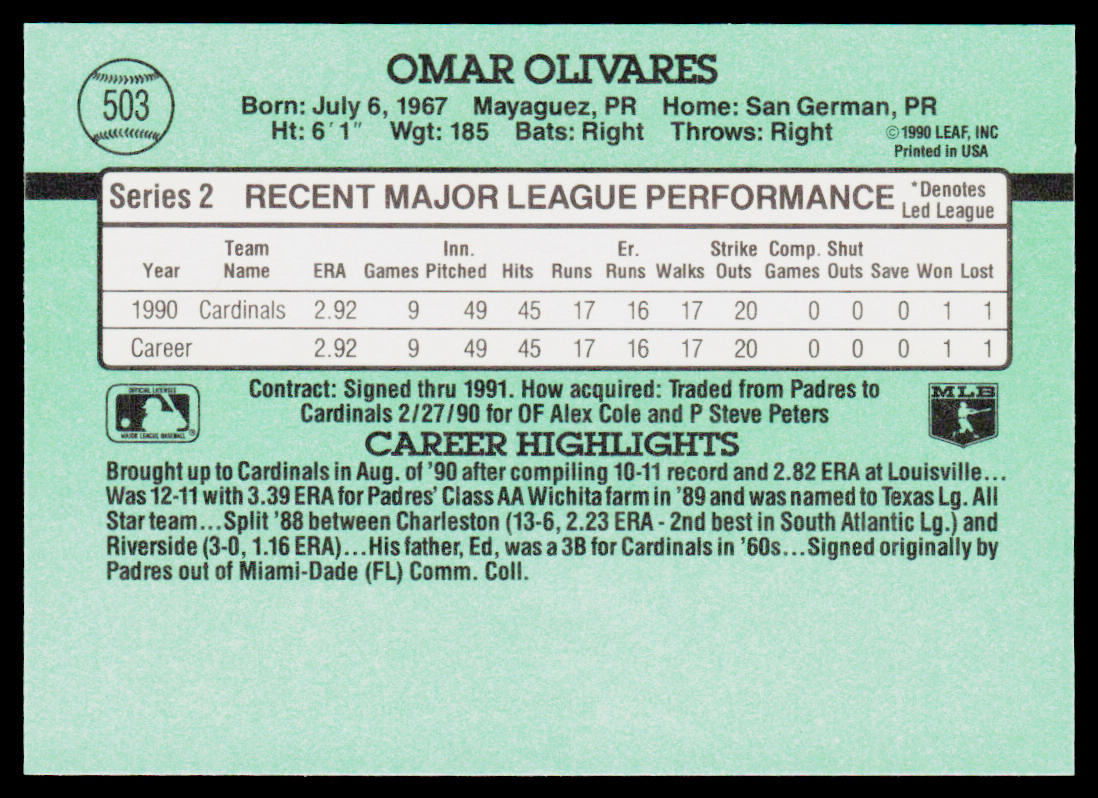 503
OMAR OLIVARES
Born: July 6, 1967 Mayaguez, PR Home: San German, PR
Ht: 6´1″ Wgt: 185 Bats: Right Throws: Right
©1990 LEAF, INC
Printed in USA
Series 2 RECENT MAJOR LEAGUE PERFORMANCE
*Denotes
Led League
Team Inn. Er. Strike Comp. Shut
Year Name ERA Games Pitched Hits Runs Runs Walks Outs Games Outs Save Won Lost
1990 Cardinals 2.92 9 49 45 17 16 17 20 0 0 0 1 1
Career 2.92 9 49 45 17 16 17 20 0 0 0 1 1
OFFICIAL LICENSEE
MAJOR LEAGUE BASEBALL ®
Contract: Signed thru 1991. How acquired: Traded from Padres to
Cardinals 2/27/90 for OF Alex Cole and P Steve Peters
MLB
CAREER HIGHLIGHTS
Brought up to Cardinals in Aug. of '90 after compiling 10-11 record and 2.82 ERA at Louisville...
Was 12-11 with 3.39 ERA for Padres' Class AA Wichita farm in '89 and was named to Texas Lg. All
Star team...Split '88 between Charleston (13-6, 2.23 ERA - 2nd best in South Atlantic Lg.) and
Riverside (3-0, 1.16 ERA)...His father, Ed, was a 3B for Cardinals in '60s...Signed originally by
Padres out of Miami-Dade (FL) Comm. Coll.